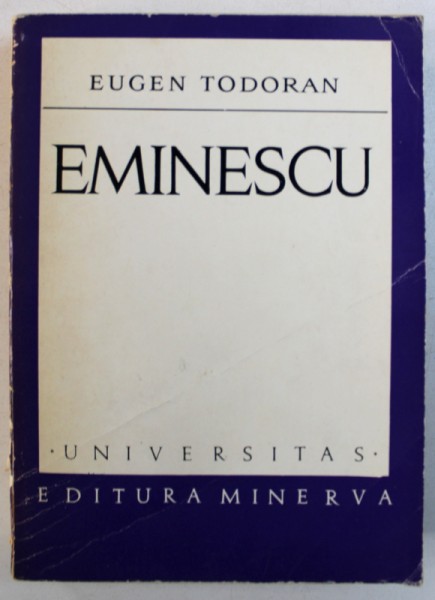 EUGEN TODORAN
EMINESCU
· UNIVERSITAS ·
EDITURA MINERVA